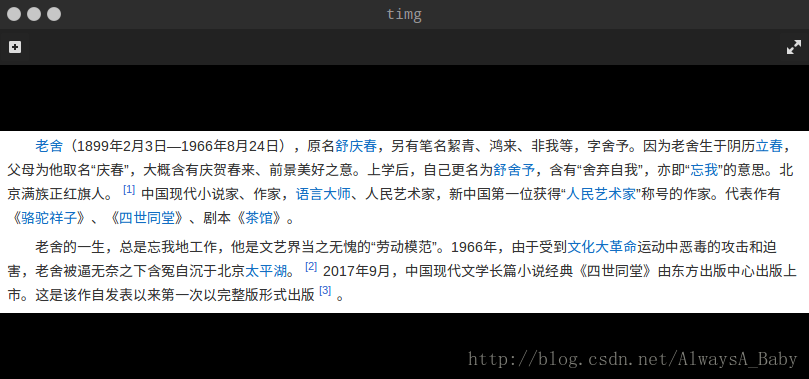 timg
老舍（1899年2月3日—1966年8月24日），原名舒庆春，另有笔名絜青、鸿来、非我等，字舍予。因为老舍生于阴历立春，
父母为他取名“庆春”，大概含有庆贺春来、前景美好之意。上学后，自己更名为舒舍予，含有“舍弃自我”，亦即“忘我”的意思。北
京满族正红旗人。 [1] 中国现代小说家、作家，语言大师、人民艺术家，新中国第一位获得“人民艺术家”称号的作家。代表作有
《骆驼祥子》、《四世同堂》、剧本《茶馆》。
老舍的一生，总是忘我地工作，他是文艺界当之无愧的“劳动模范”。1966年，由于受到文化大革命运动中恶毒的攻击和迫
害，老舍被逼无奈之下含冤自沉于北京太平湖。 [2] 2017年9月，中国现代文学长篇小说经典《四世同堂》由东方出版中心出版上
市。这是该作自发表以来第一次以完整版形式出版 [3] 。
http://blog.csdn.net/AlwaysA_Baby